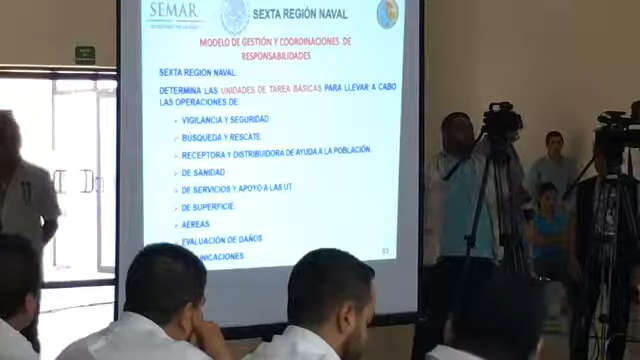 SEMAR
SEXTA REGIÓN NAVAL
MODELO DE GESTIÓN Y COORDINACIONES DE
RESPONSABILIDADES
SEXTA REGIÓN NAVAL.
DETERMINA LAS UNIDADES DE TAREA BÁSICAS PARA LLEVAR A CABO
LAS OPERACIONES DE:
VIGILANCIA Y SEGURIDAD
BÚSQUEDA Y RESCATE.
RECEPTORA Y DISTRIBUIDORA DE AYUDA A LA POBLACIÓN.
DE SANIDAD
DE SERVICIOS Y APOYO A LAS UT
DE SUPERFICIE.
AÉREAS.
EVALUACIÓN DE DAÑOS